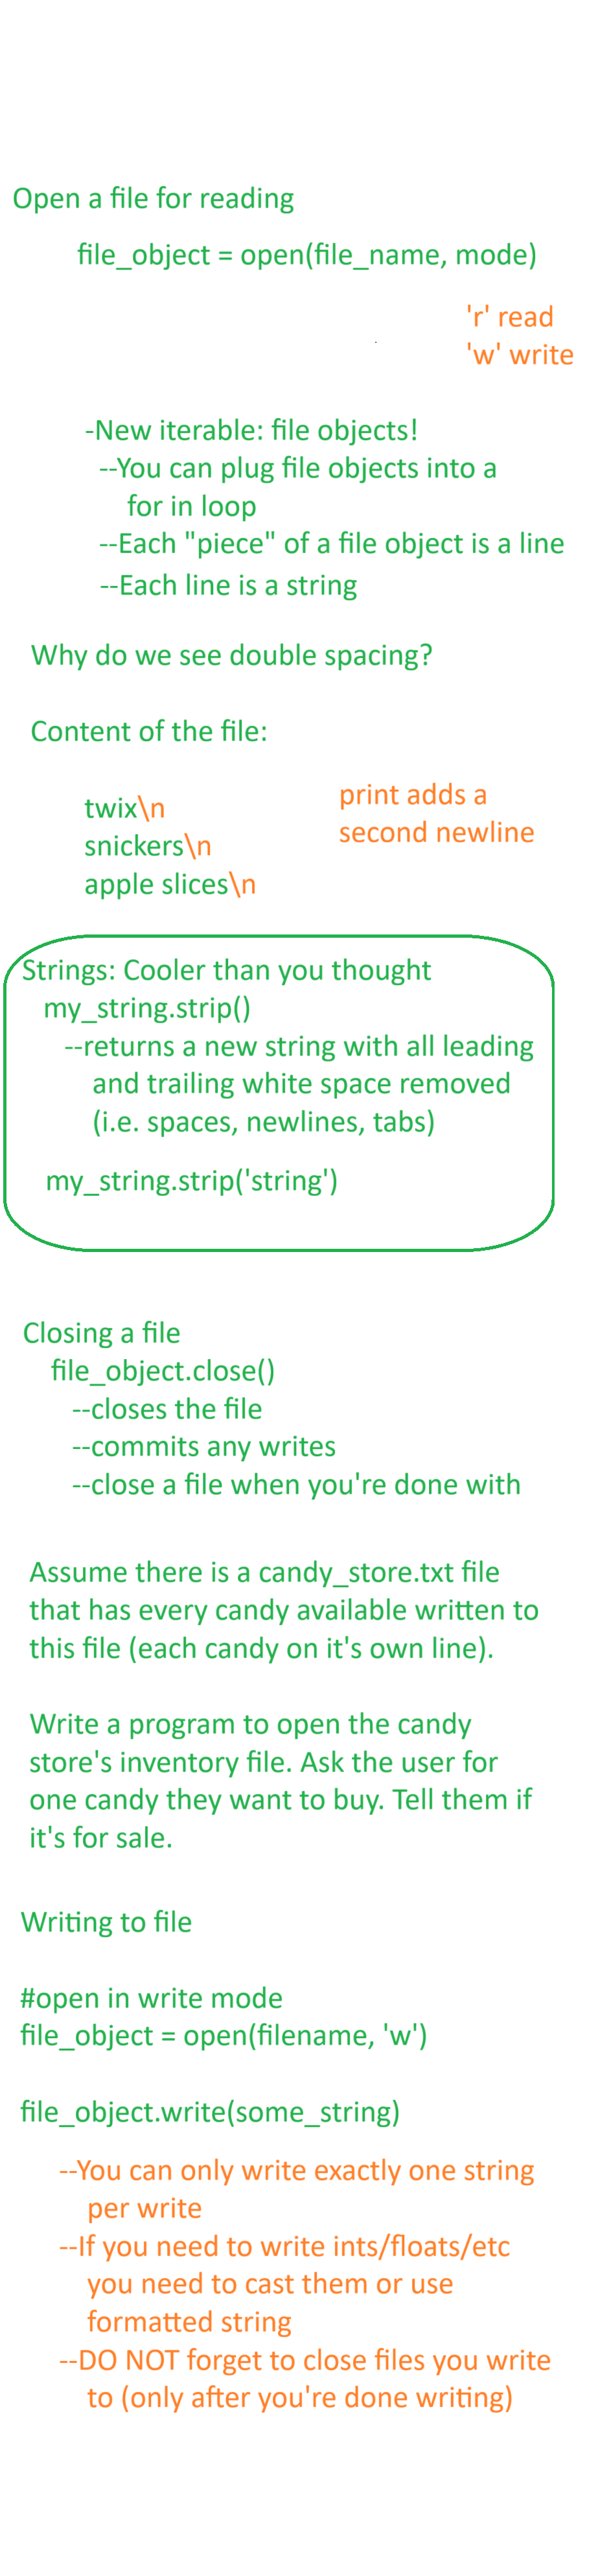 Open a file for reading
file_object = open(file_name, mode)
'r' read
'w' write
-New iterable: file objects!
--You can plug file objects into a
for in loop
--Each "piece" of a file object is a line
--Each line is a string
Why do we see double spacing?
Content of the file:
twix\n
snickers\n
apple slices\n
print adds a
second newline
Strings: Cooler than you thought
my_string.strip()
--returns a new string with all leading
and trailing white space removed
(i.e. spaces, newlines, tabs)
my_string.strip('string')
Closing a file
file_object.close()
--closes the file
--commits any writes
--close a file when you're done with
Assume there is a candy_store.txt file
that has every candy available written to
this file (each candy on it's own line).
Write a program to open the candy
store's inventory file. Ask the user for
one candy they want to buy. Tell them if
it's for sale.
Writing to file
#open in write mode
file_object = open(filename, 'w')
file_object.write(some_string)
--You can only write exactly one string
per write
--If you need to write ints/floats/etc
you need to cast them or use
formatted string
--DO NOT forget to close files you write
to (only after you're done writing)